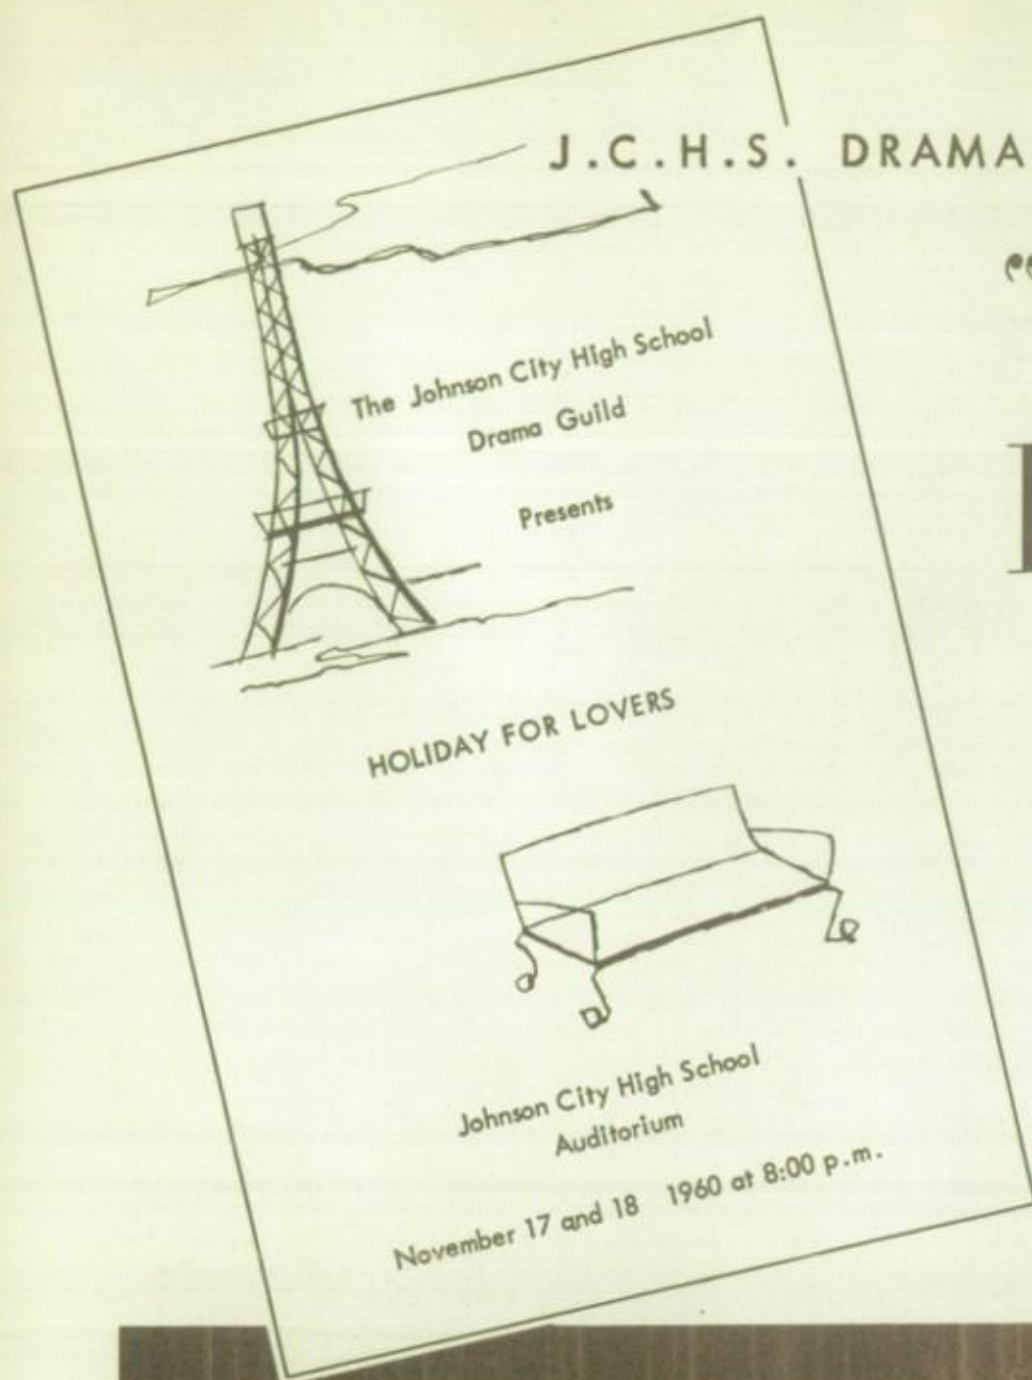 J.C.H.S. DRAMA
“
The Johnson City High School
Drama Guild
Presents
HOLIDAY FOR LOVERS
Johnson City High School
Auditorium
November 17 and 18 1960 at 8:00 p.m.